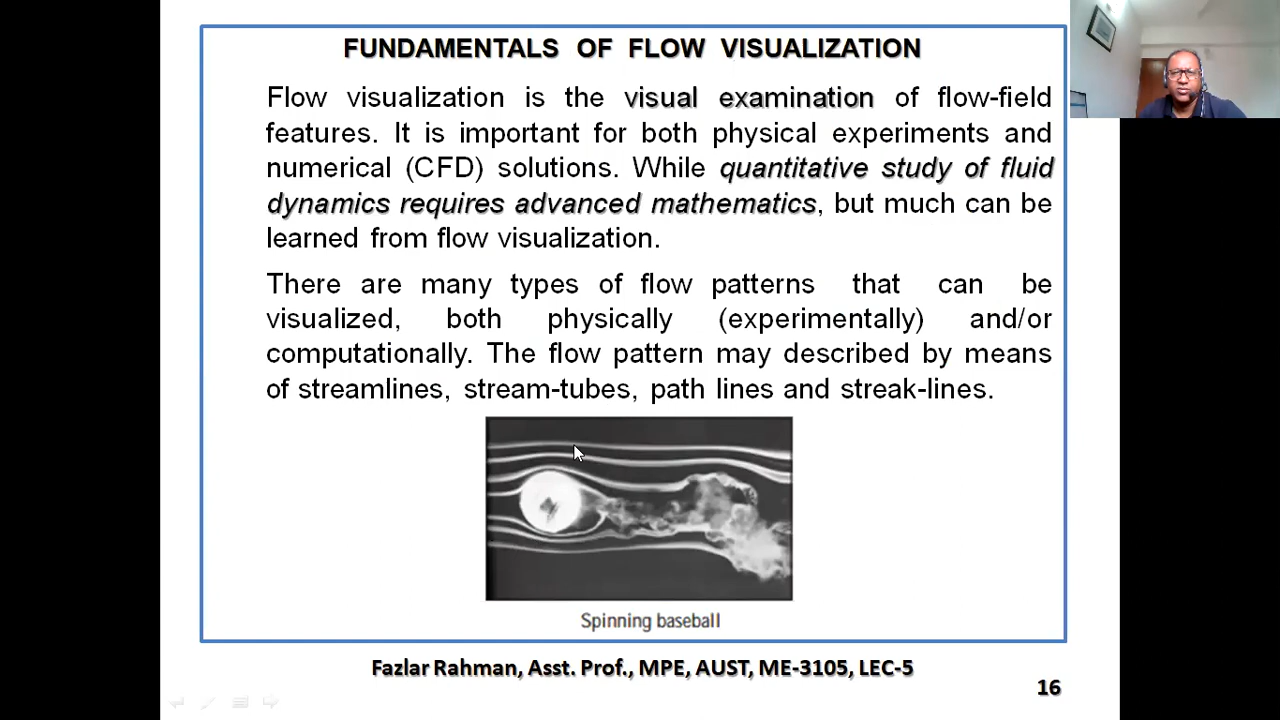 FUNDAMENTALS OF FLOW VISUALIZATION
Flow visualization is the visual examination of flow-field
features. It is important for both physical experiments and
numerical (CFD) solutions. While quantitative study of fluid
dynamics requires advanced mathematics, but much can be
learned from flow visualization.
There are many types of flow patterns that can be
visualized, both physically (experimentally) and/or
computationally. The flow pattern may described by means
of streamlines, stream-tubes, path lines and streak-lines.
Spinning baseball
Fazlar Rahman, Asst. Prof., MPE, AUST, ME-3105, LEC-5
16